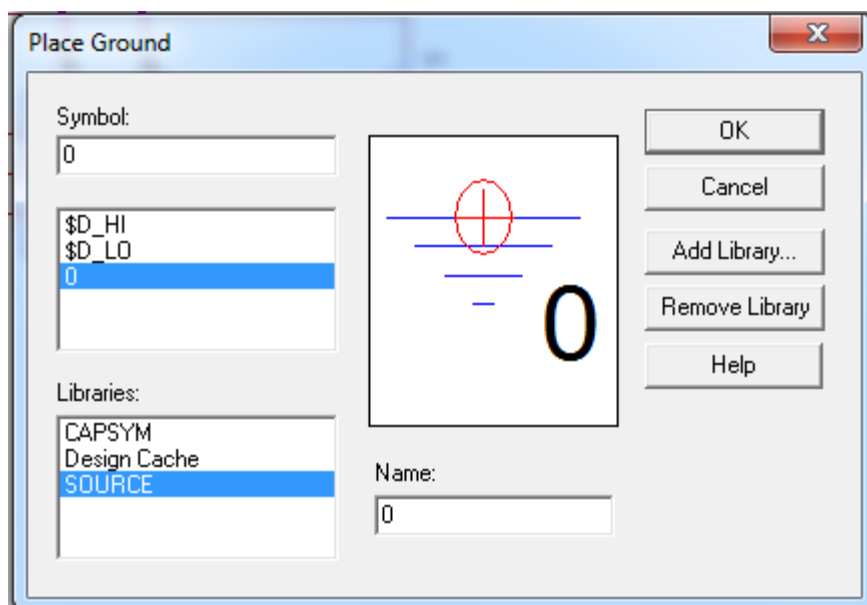 Place Ground
Symbol:
0
$D_HI
$D_LO
0
Libraries:
CAPSYM
Design Cache
SOURCE
0
Name:
0
OK
Cancel
Add Library...
Remove Library
Help